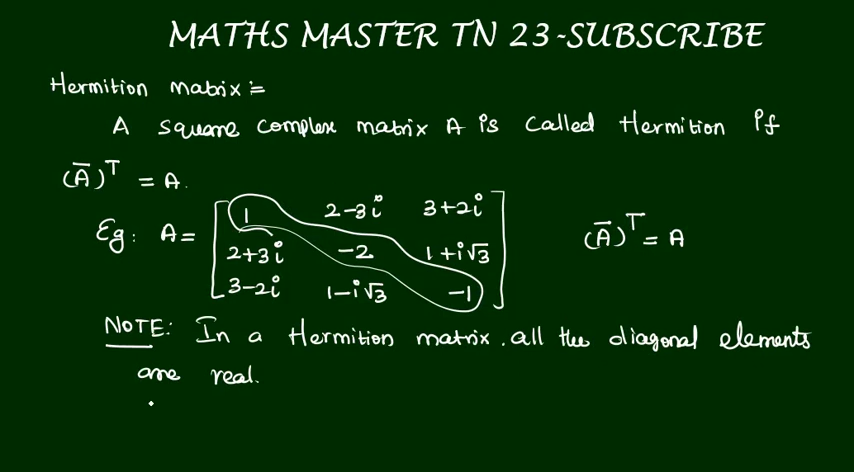 MATHS MASTER TN 23-SUBSCRIBE
Hermition matrix:=
A square complex matrix A is called Hermition if
(Ā)ᵀ = A.
Eg: A = [ 1 2-3i 3+2i
2+3i -2 1+i√3
3-2i 1-i√3 -1 ] (Ā)ᵀ = A
NOTE: In a Hermition matrix. all the diagonal elements
are real.